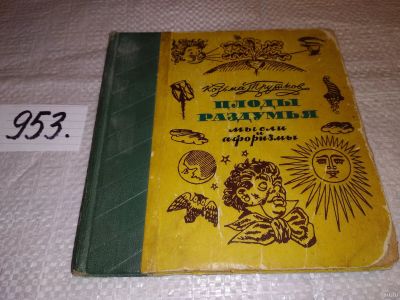 953.
Козьма Прутков
ПЛОДЫ
РАЗДУМЬЯ
мысли
и
афоризмы